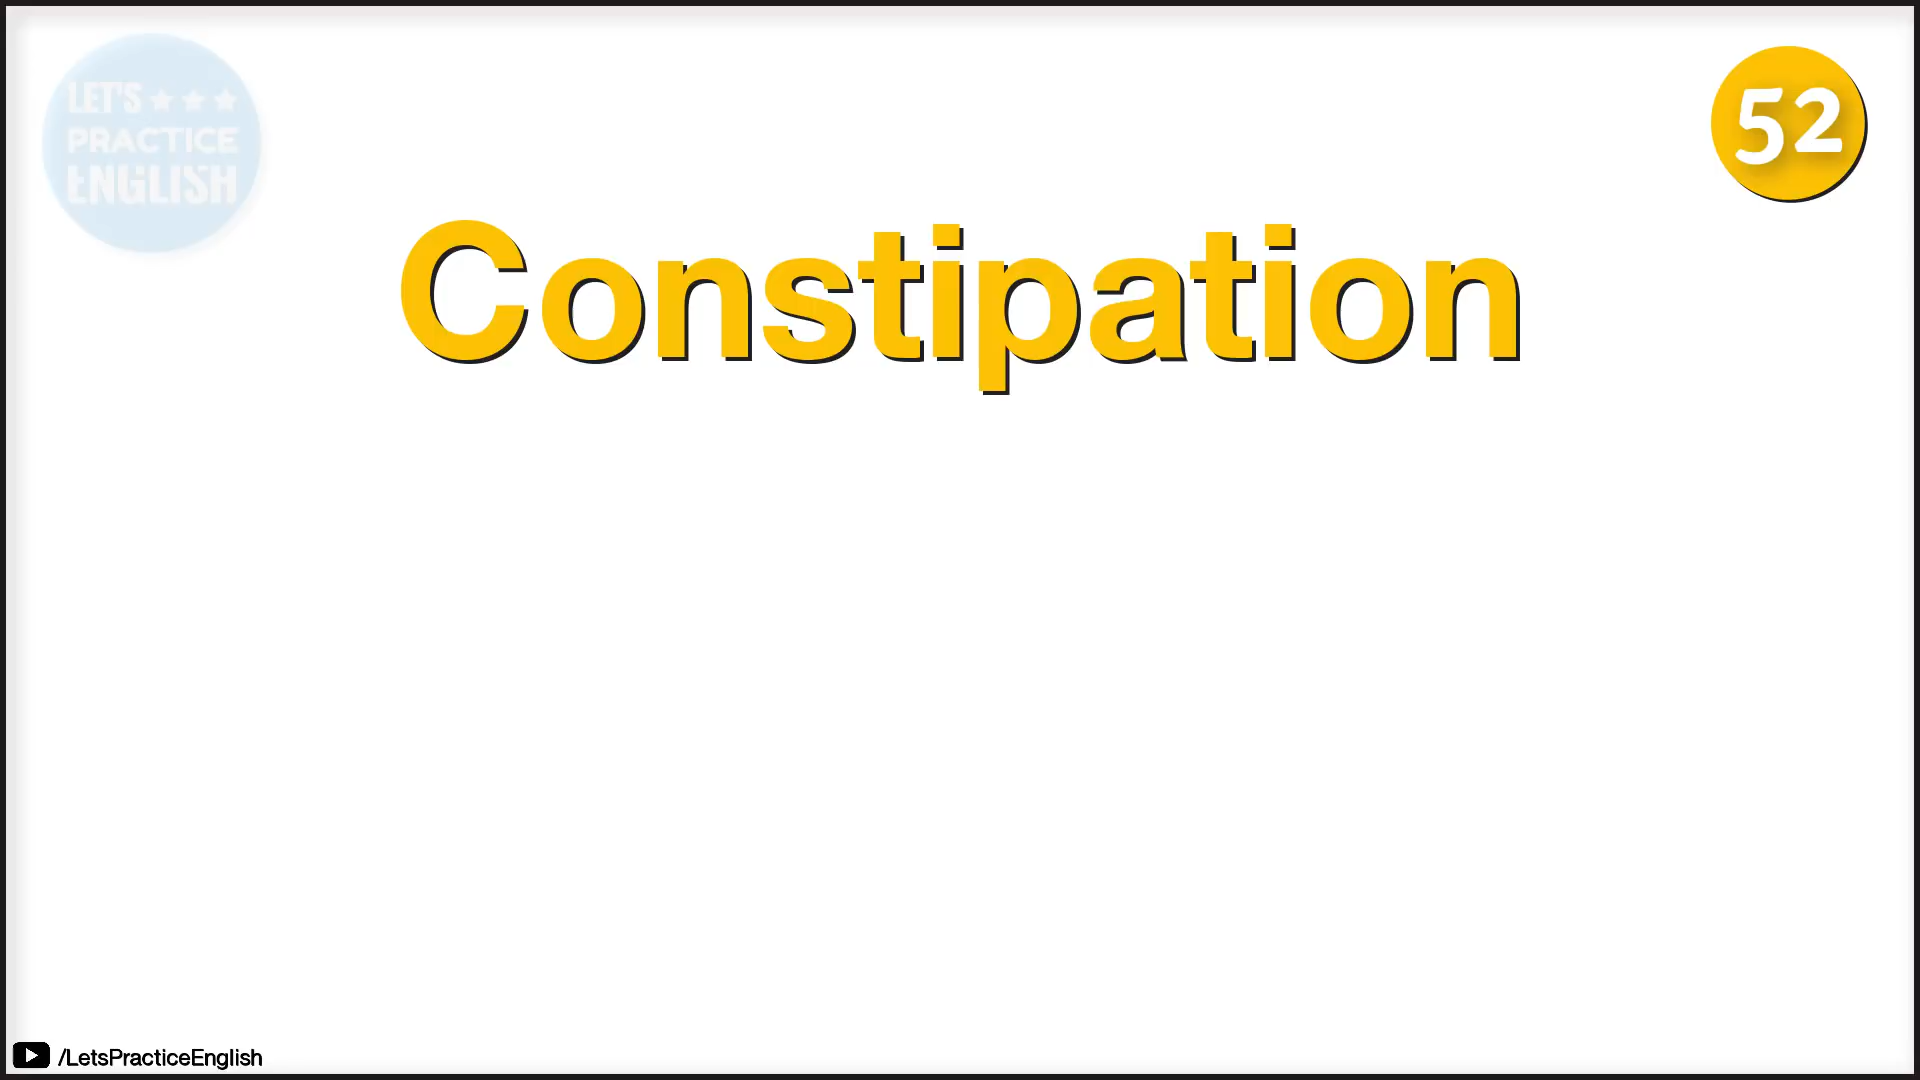 LET'S
PRACTICE
ENGLISH
52
Constipation
/LetsPracticeEnglish